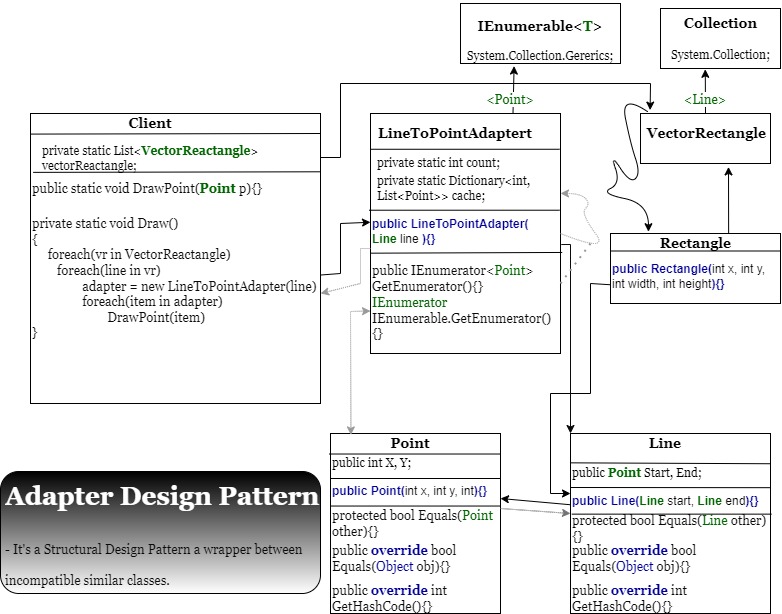 IEnumerable<T>
System.Collection.Gererics;
Collection
System.Collection;
<Point>
<Line>
Client
private static List<VectorReactangle>
vectorReactangle;
public static void DrawPoint(Point p){}
private static void Draw()
{
foreach(vr in VectorReactangle)
foreach(line in vr)
adapter = new LineToPointAdapter(line)
foreach(item in adapter)
DrawPoint(item)
}
LineToPointAdaptert
private static int count;
private static Dictionary<int,
List<Point>> cache;
public LineToPointAdapter(
Line line ){}
public IEnumerator<Point>
GetEnumerator(){}
IEnumerator
IEnumerable.GetEnumerator()
{}
VectorRectangle
Rectangle
public Rectangle(int x, int y,
int width, int height){}
Point
public int X, Y;
public Point(int x, int y, int){}
protected bool Equals(Point
other){}
public override bool
Equals(Object obj){}
public override int
GetHashCode(){}
Line
public Point Start, End;
public Line(Line start, Line end){}
protected bool Equals(Line other)
{}
public override bool
Equals(Object obj){}
public override int
GetHashCode(){}
Adapter Design Pattern
- It's a Structural Design Pattern a wrapper between
incompatible similar classes.